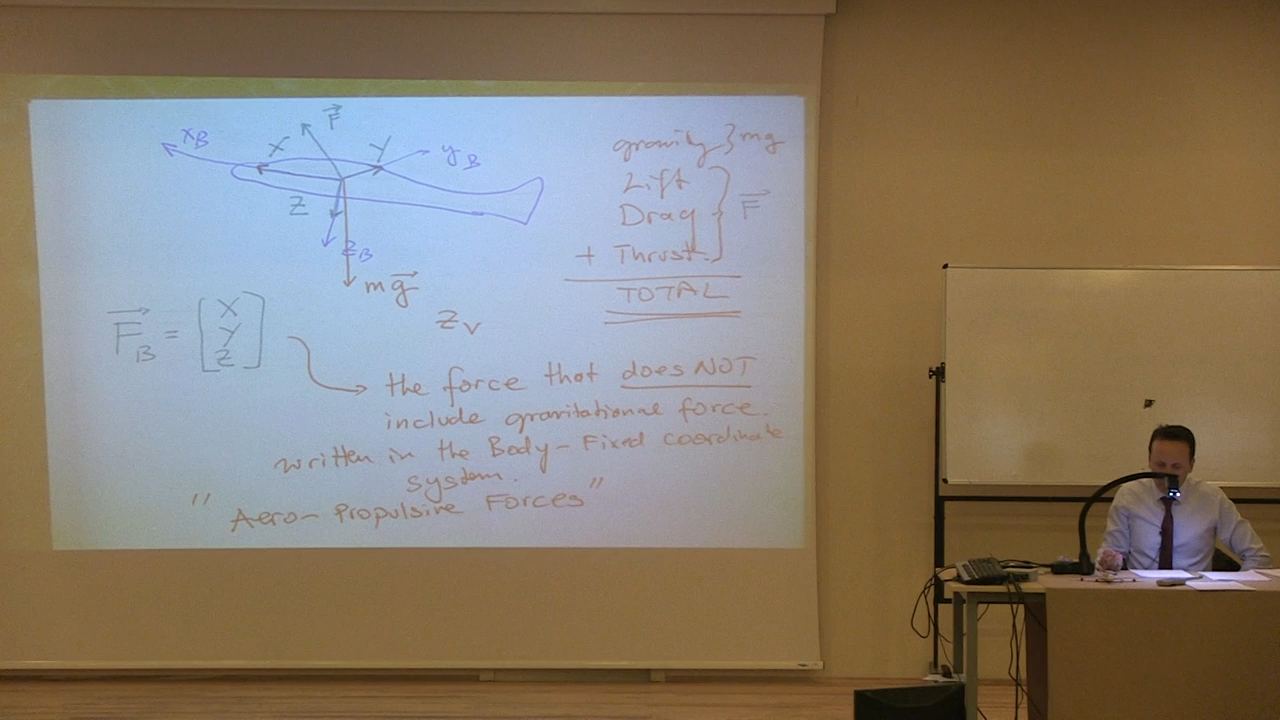 F
x_B
X
Y
y_B
Z
z_B
mg
z_v
gravity } mg
Lift
Drag
+ Thrust
F
TOTAL
F_B = [X
Y
Z]
the force that does NOT
include gravitational force.
written in the Body-Fixed coordinate
system.
"Aero-Propulsive Forces"